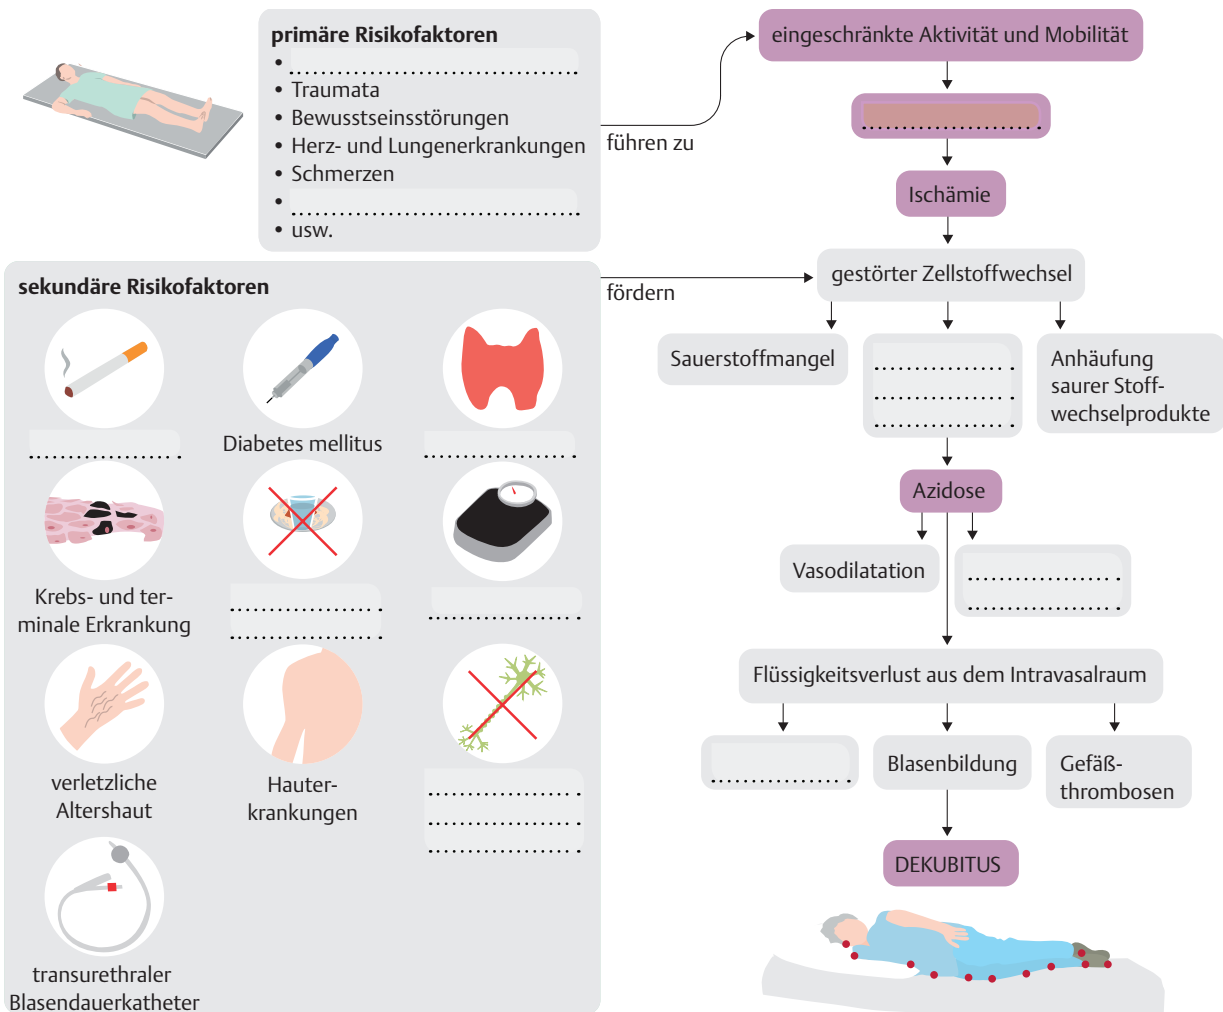 primäre Risikofaktoren
•
• Traumata
• Bewusstseinsstörungen
• Herz- und Lungenerkrankungen
• Schmerzen
•
• usw.
führen zu
eingeschränkte Aktivität und Mobilität
Ischämie
sekundäre Risikofaktoren
fördern
gestörter Zellstoffwechsel
Sauerstoffmangel
Anhäufung
saurer Stoff-
wechselprodukte
Diabetes mellitus
Azidose
Krebs- und ter-
minale Erkrankung
Vasodilatation
Flüssigkeitsverlust aus dem Intravasalraum
verletzliche
Altershaut
Hauter-
krankungen
Blasenbildung
Gefäß-
thrombosen
DEKUBITUS
transurethraler
Blasendauerkatheter